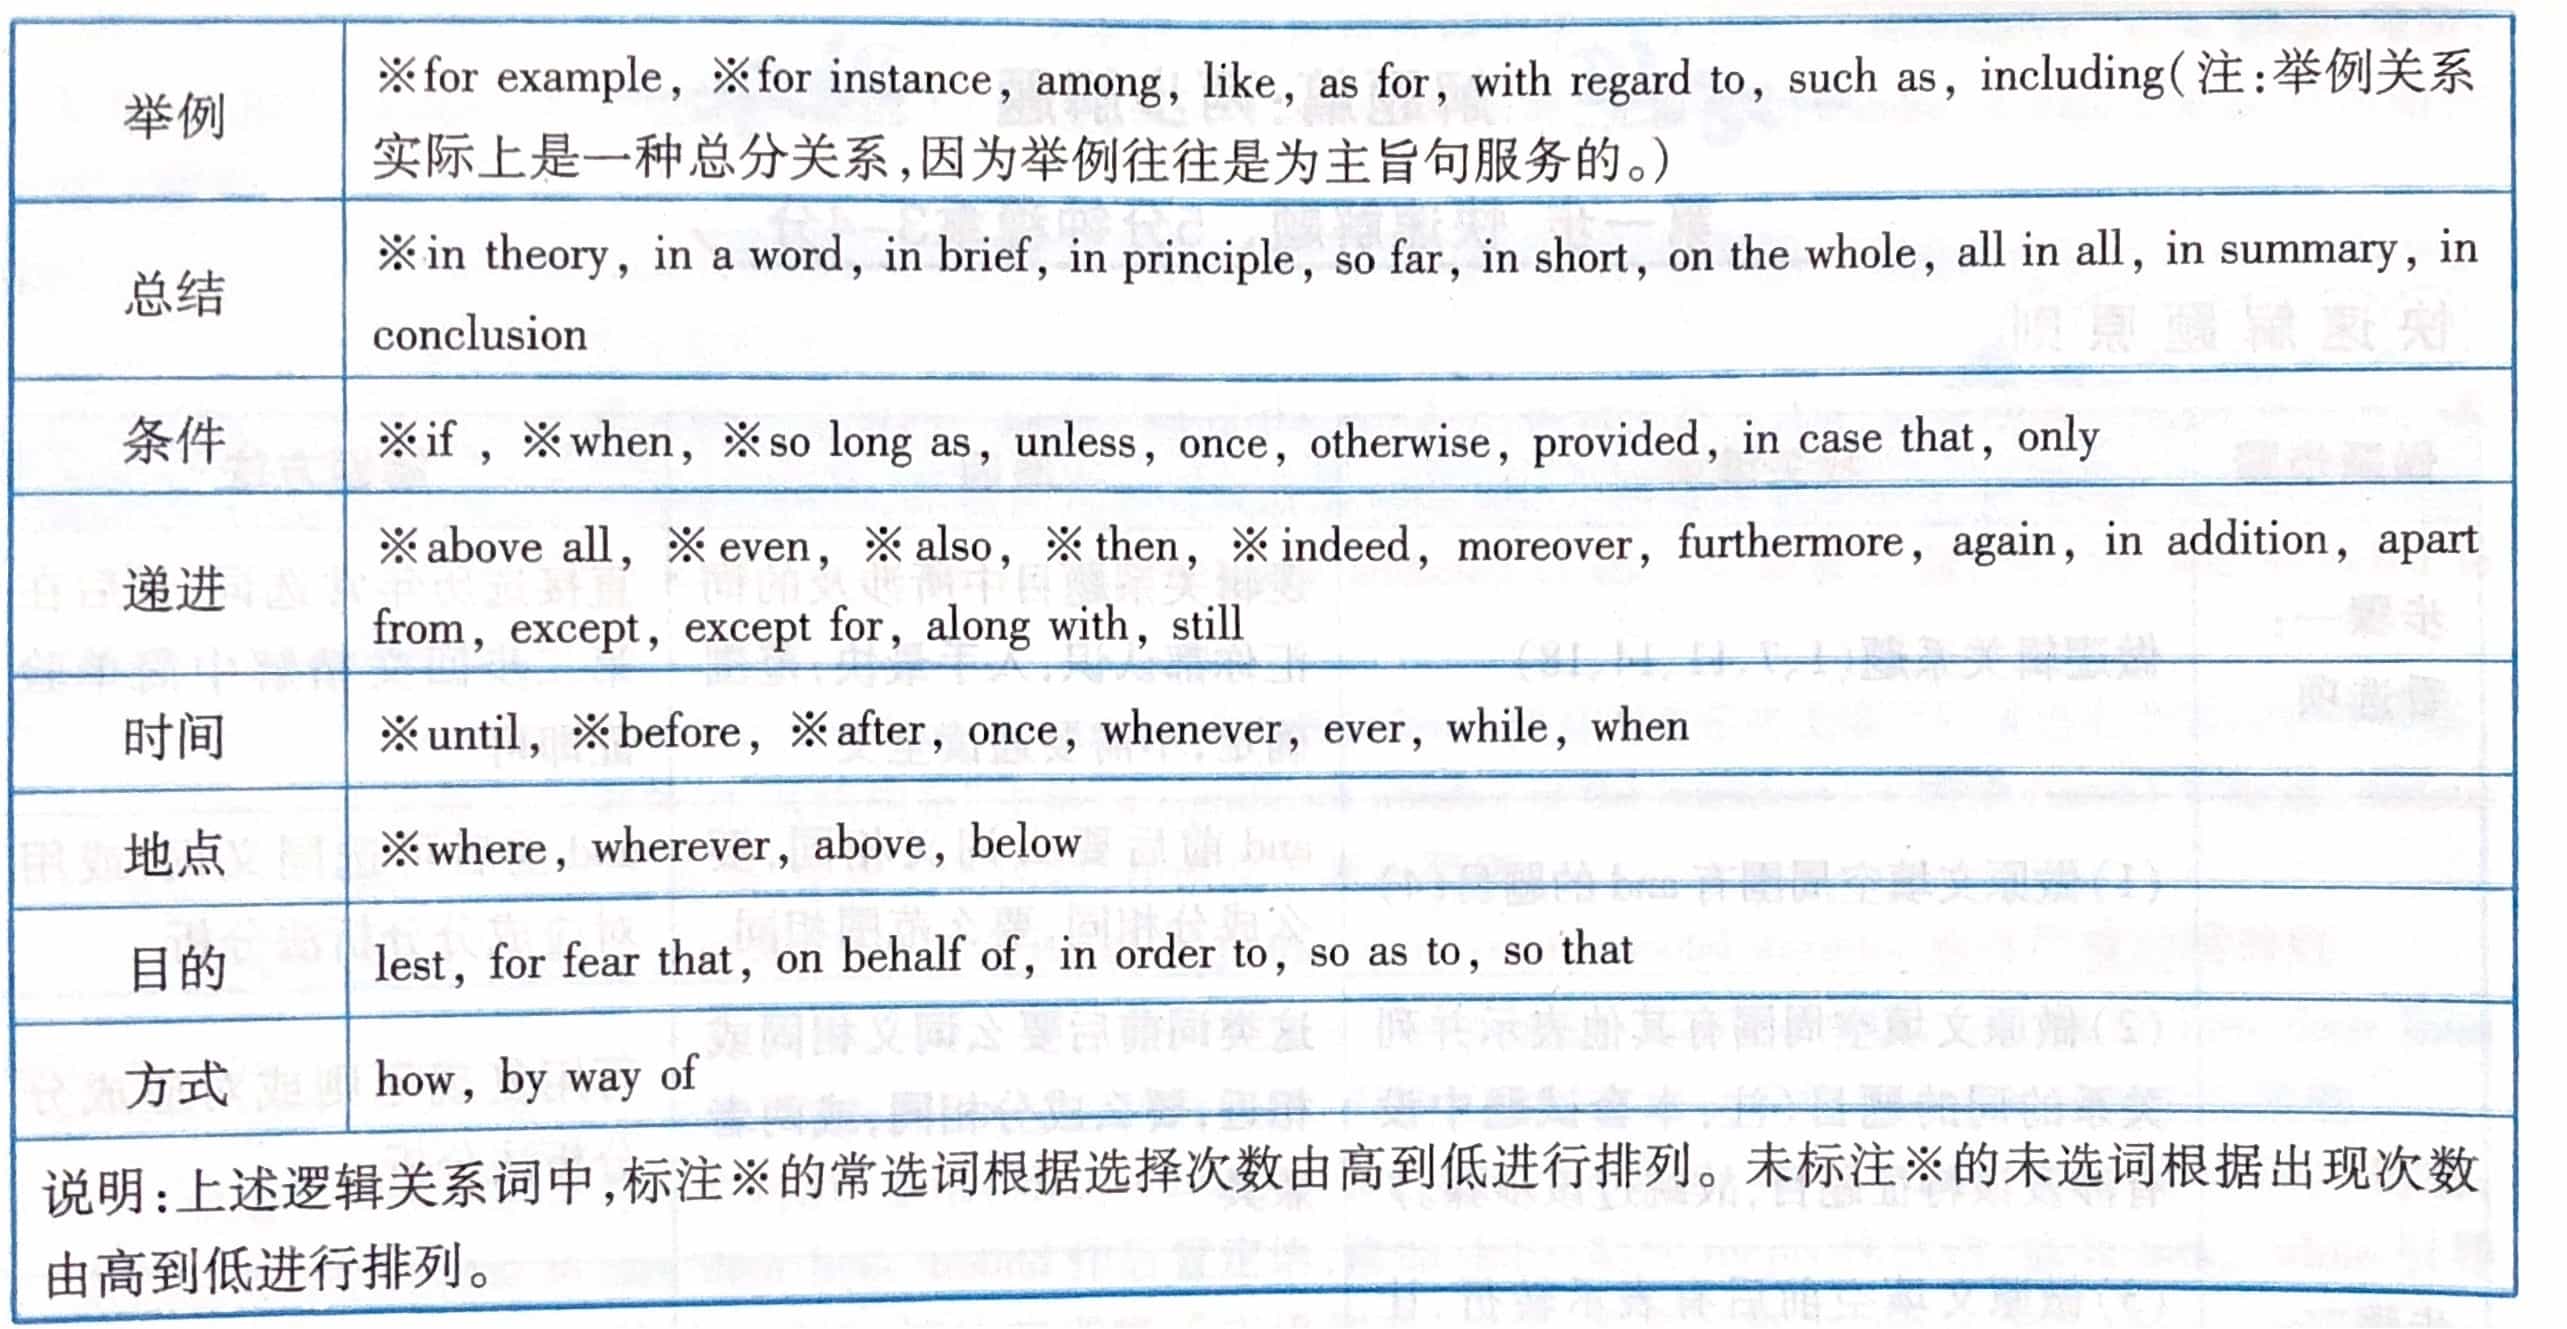 举例
※for example, ※for instance, among, like, as for, with regard to, such as, including(注:举例关系
实际上是一种总分关系,因为举例往往是为主旨句服务的。)
总结
※in theory, in a word, in brief, in principle, so far, in short, on the whole, all in all, in summary, in
conclusion
条件
※if , ※when, ※so long as, unless, once, otherwise, provided, in case that, only
递进
※above all, ※even, ※also, ※then, ※indeed, moreover, furthermore, again, in addition, apart
from, except, except for, along with, still
时间
※until, ※before, ※after, once, whenever, ever, while, when
地点
※where, wherever, above, below
目的
lest, for fear that, on behalf of, in order to, so as to, so that
方式
how, by way of
说明:上述逻辑关系词中,标注※的常选词根据选择次数由高到低进行排列。未标注※的未选词根据出现次数
由高到低进行排列。